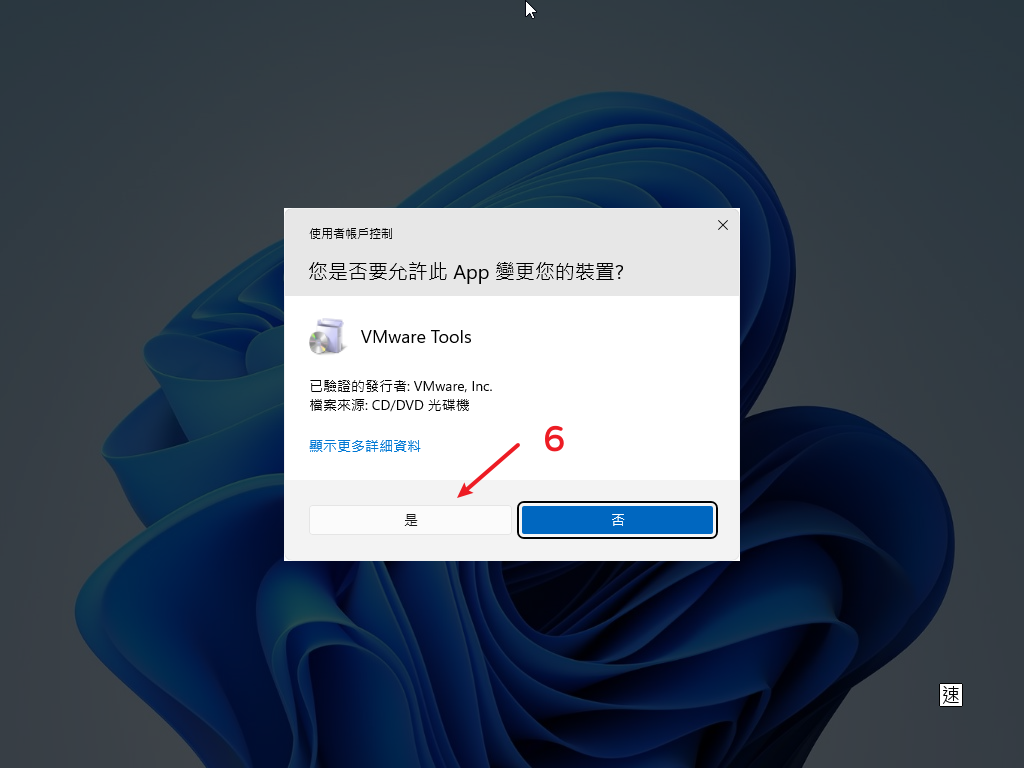 使用者帳戶控制
您是否要允許此 App 變更您的裝置?
VMware Tools
已驗證的發行者: VMware, Inc.
檔案來源: CD/DVD 光碟機
顯示更多詳細資料
6
是
否
速